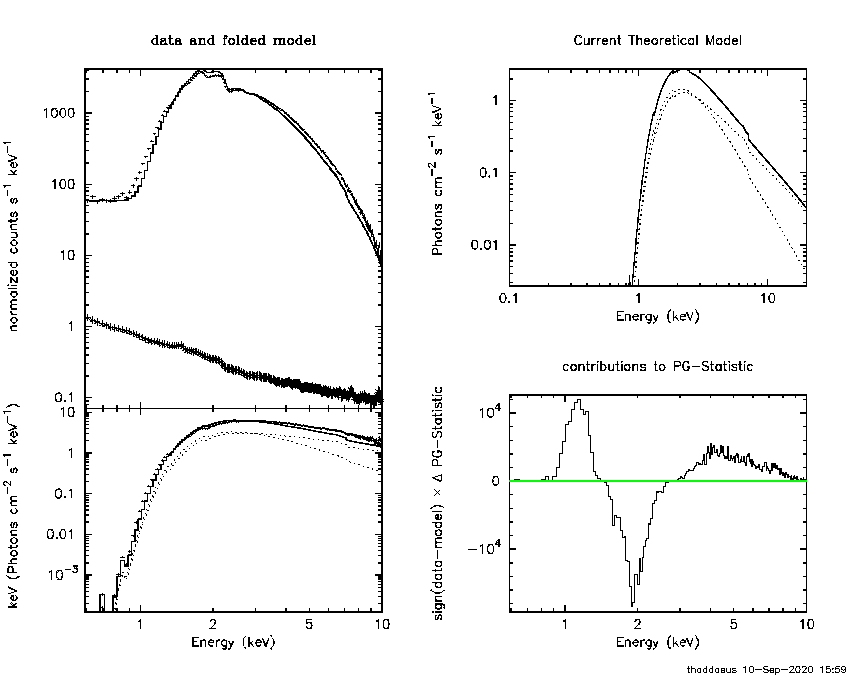 data and folded model
normalized counts s⁻¹ keV⁻¹
1000
100
10
1
0.1
keV (Photons cm⁻² s⁻¹ keV⁻¹)
10
1
0.1
0.01
10⁻³
1 2 5 10
Energy (keV)
Current Theoretical Model
Photons cm⁻² s⁻¹ keV⁻¹
1
0.1
0.01
0.1 1 10
Energy (keV)
contributions to PG-Statistic
sign(data-model) × Δ PG-Statistic
10⁴
0
-10⁴
1 2 5 10
Energy (keV)
thaddaeus 10-Sep-2020 15:59